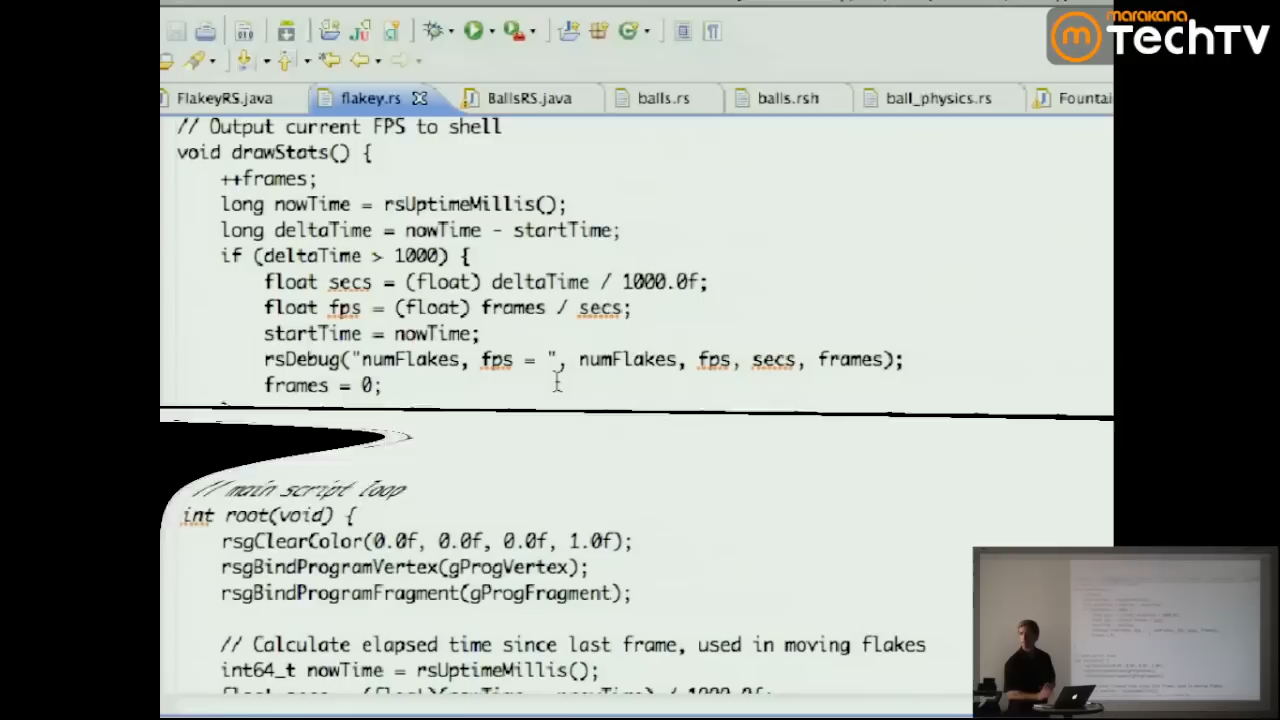 marakana
TechTV
FlakeyRS.java
flakey.rs
BallsRS.java
balls.rs
balls.rsh
ball_physics.rs
Fountai
// Output current FPS to shell
void drawStats() {
++frames;
long nowTime = rsUptimeMillis();
long deltaTime = nowTime - startTime;
if (deltaTime > 1000) {
float secs = (float) deltaTime / 1000.0f;
float fps = (float) frames / secs;
startTime = nowTime;
rsDebug("numFlakes, fps = ", numFlakes, fps, secs, frames);
frames = 0;
// main script loop
int root(void) {
rsgClearColor(0.0f, 0.0f, 0.0f, 1.0f);
rsgBindProgramVertex(gProgVertex);
rsgBindProgramFragment(gProgFragment);
// Calculate elapsed time since last frame, used in moving flakes
int64_t nowTime = rsUptimeMillis();